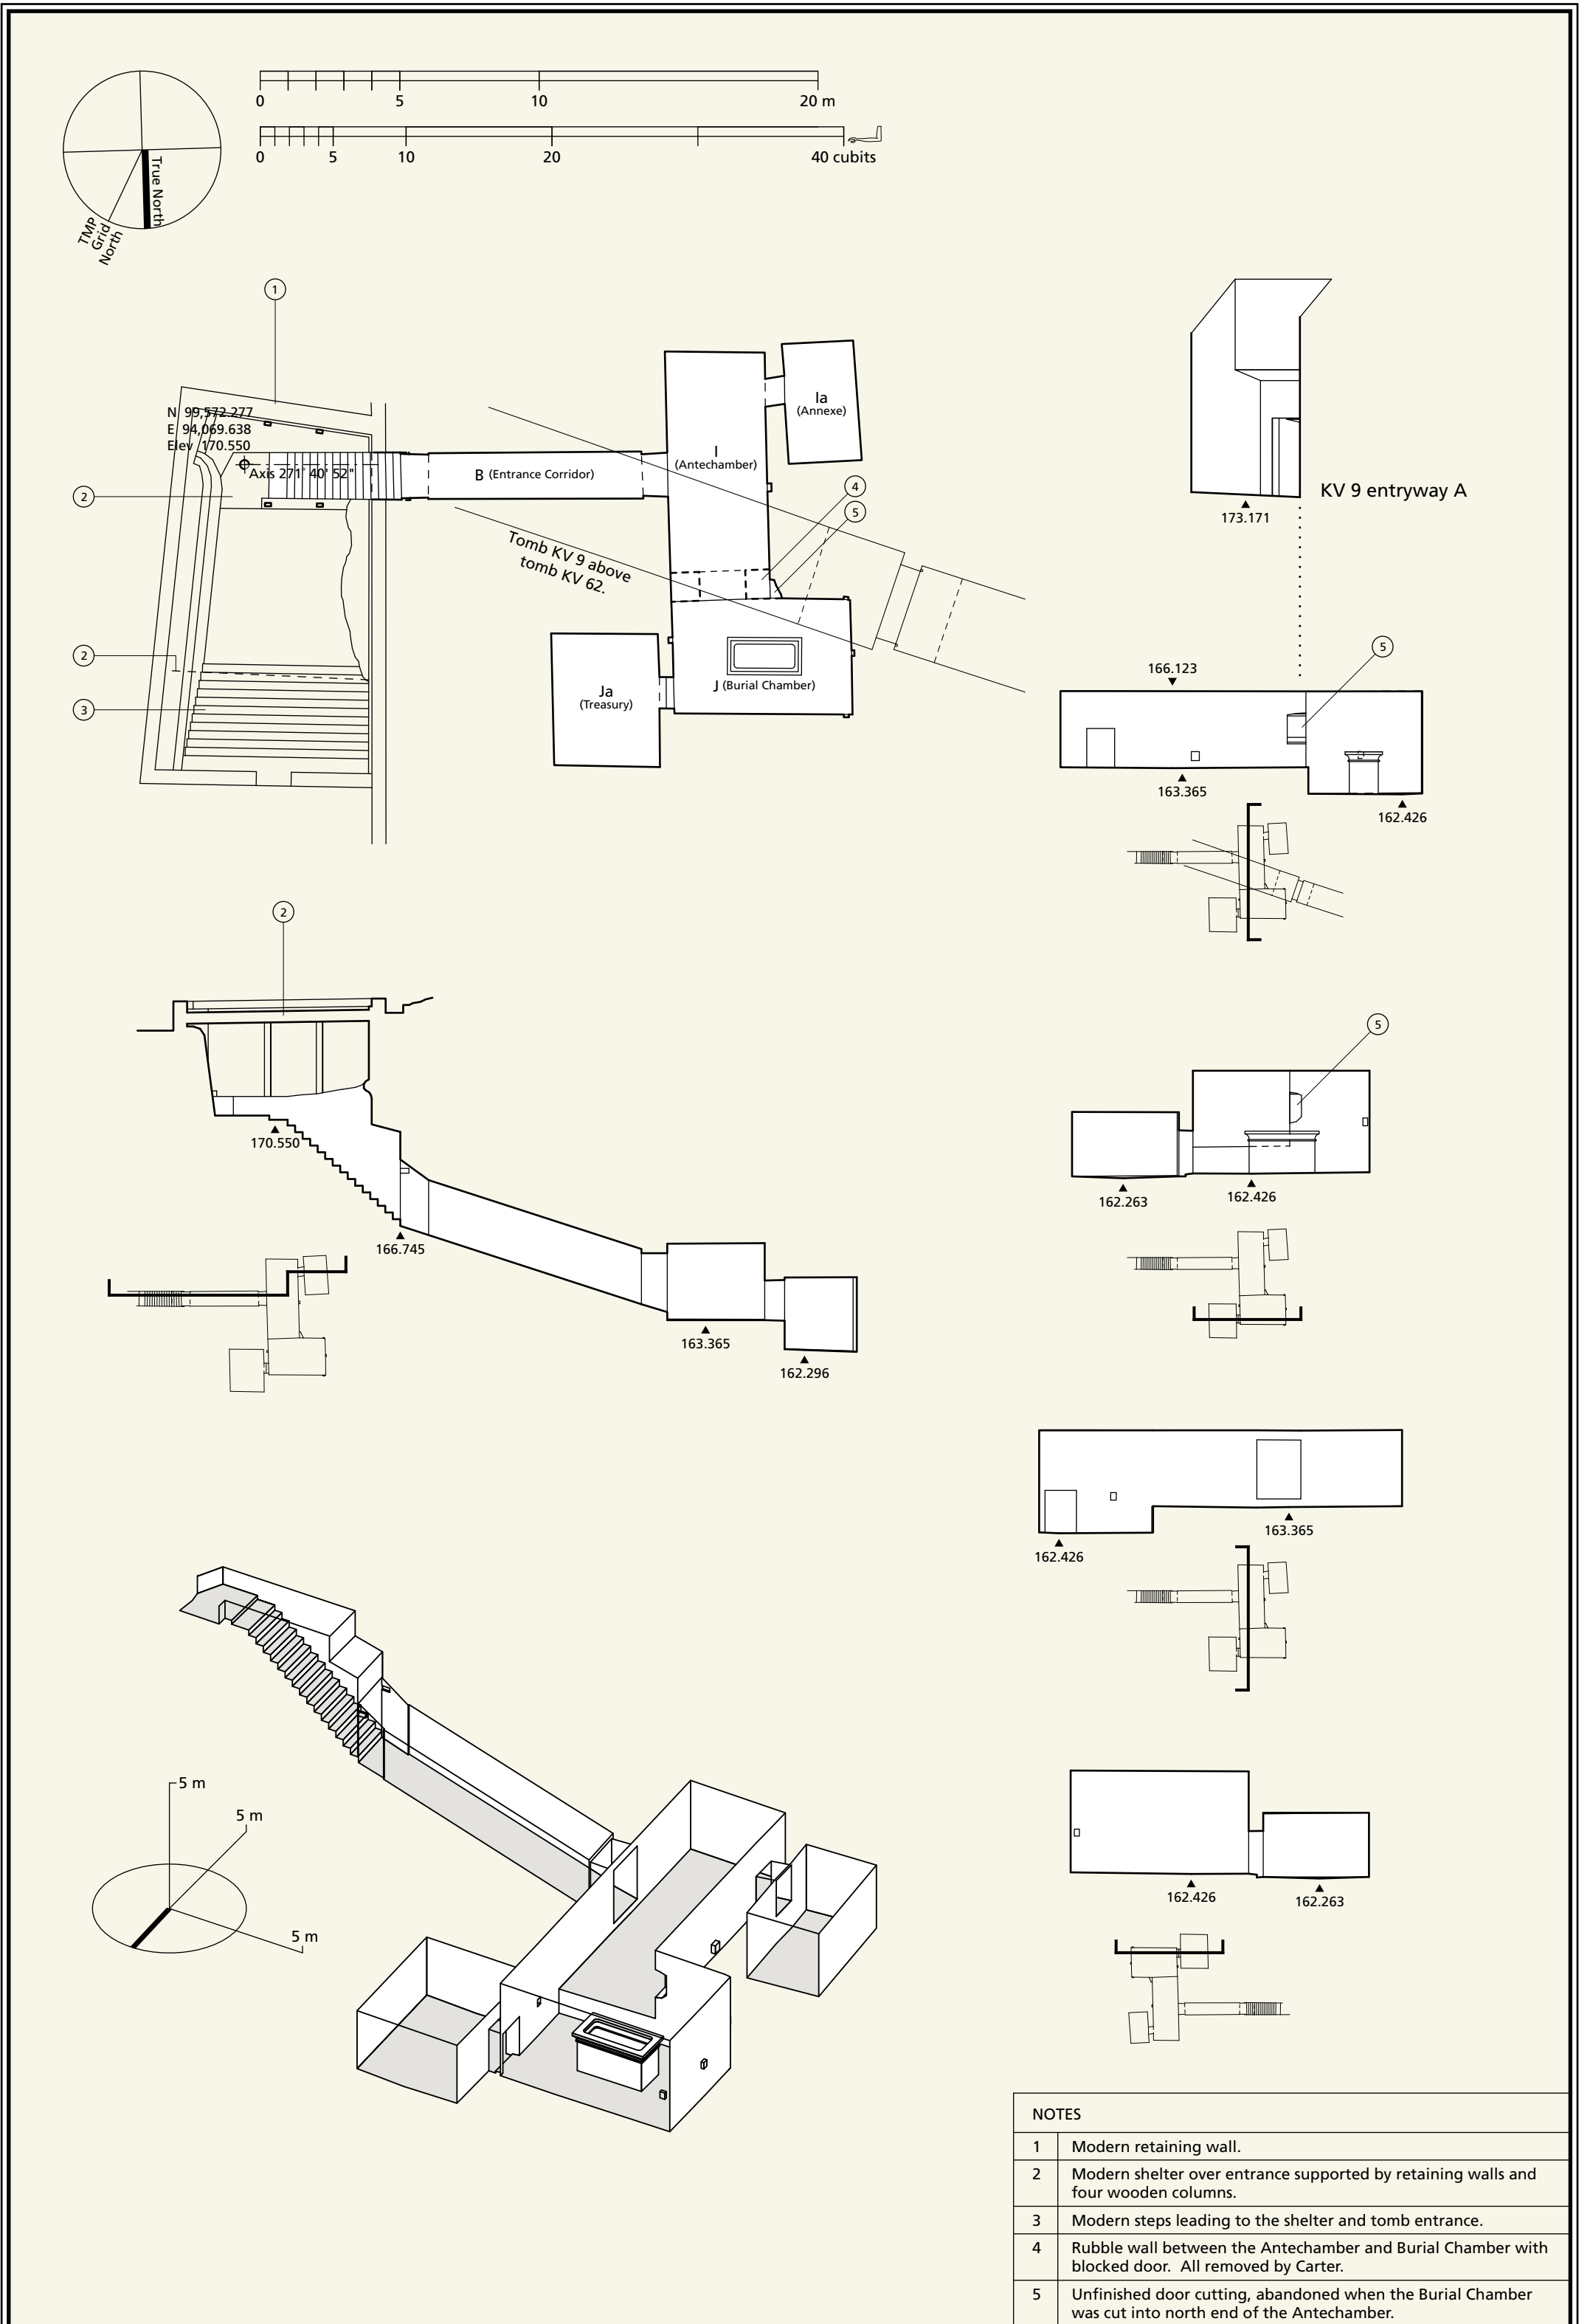 0 5 10 20 m
0 5 10 20 40 cubits
True North
TMP
Grid
North
1
N 99,572.277
E 94,069.638
Elev 170.550
Axis 271° 40' 52"
2
B (Entrance Corridor)
I
(Antechamber)
Ia
(Annexe)
4
5
Tomb KV 9 above
tomb KV 62.
2
3
Ja
(Treasury)
J (Burial Chamber)
KV 9 entryway A
173.171
166.123
5
163.365
162.426
2
170.550
166.745
163.365
162.296
5
162.263
162.426
163.365
162.426
162.426
162.263
5 m
5 m
5 m
NOTES
1 Modern retaining wall.
2 Modern shelter over entrance supported by retaining walls and
four wooden columns.
3 Modern steps leading to the shelter and tomb entrance.
4 Rubble wall between the Antechamber and Burial Chamber with
blocked door. All removed by Carter.
5 Unfinished door cutting, abandoned when the Burial Chamber
was cut into north end of the Antechamber.